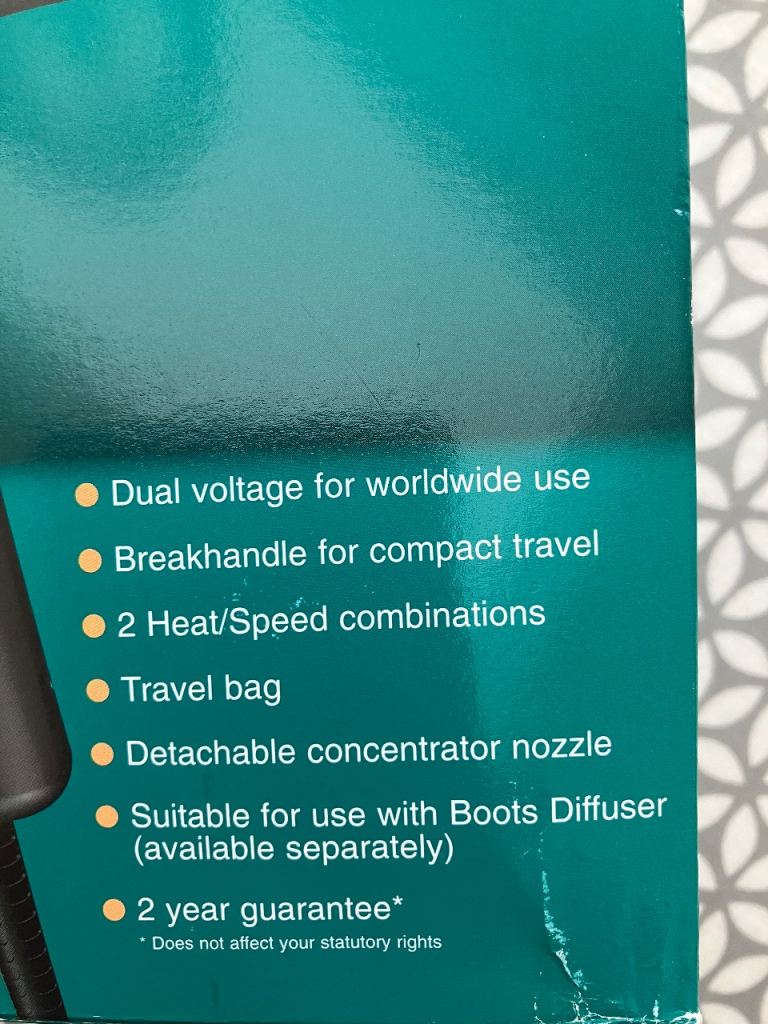 Dual voltage for worldwide use
Breakhandle for compact travel
2 Heat/Speed combinations
Travel bag
Detachable concentrator nozzle
Suitable for use with Boots Diffuser
(available separately)
2 year guarantee*
* Does not affect your statutory rights